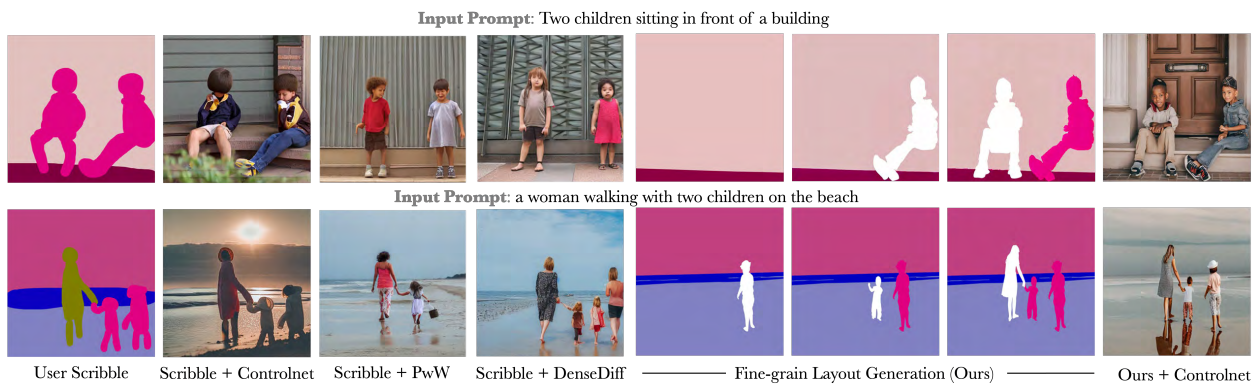 Input Prompt: Two children sitting in front of a building
Input Prompt: a woman walking with two children on the beach
User Scribble
Scribble + Controlnet
Scribble + PwW
Scribble + DenseDiff
Fine-grain Layout Generation (Ours)
Ours + Controlnet